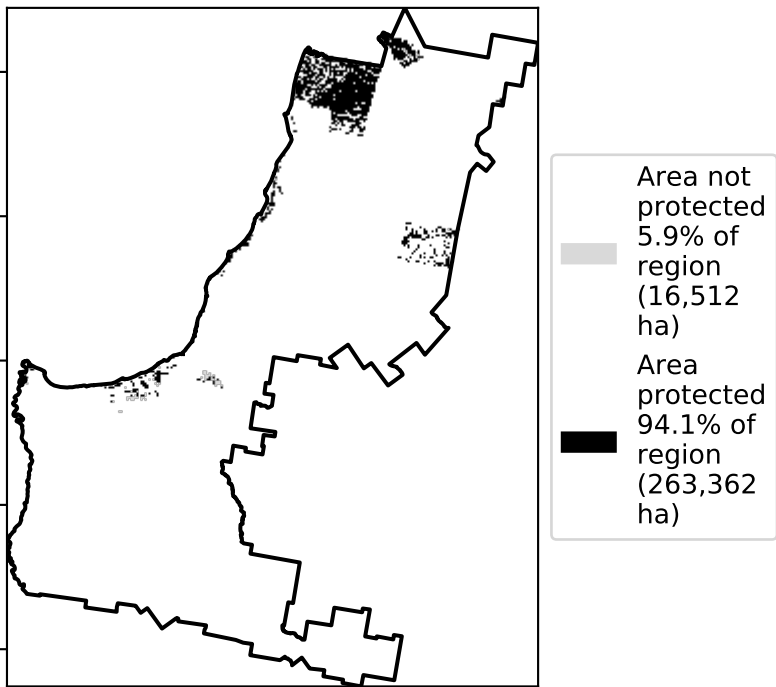 Area not
protected
5.9% of
region
(16,512
ha)
Area
protected
94.1% of
region
(263,362
ha)